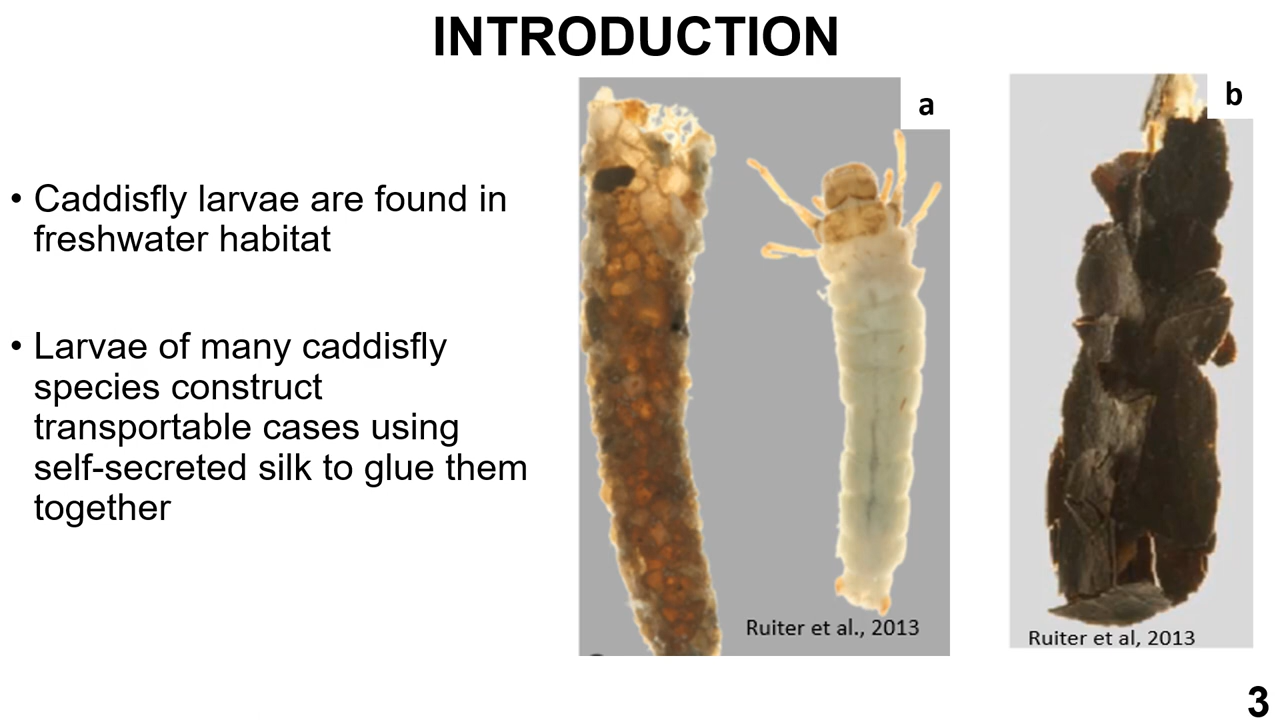 INTRODUCTION
• Caddisfly larvae are found in
freshwater habitat
• Larvae of many caddisfly
species construct
transportable cases using
self-secreted silk to glue them
together
a
Ruiter et al., 2013
b
Ruiter et al, 2013
3